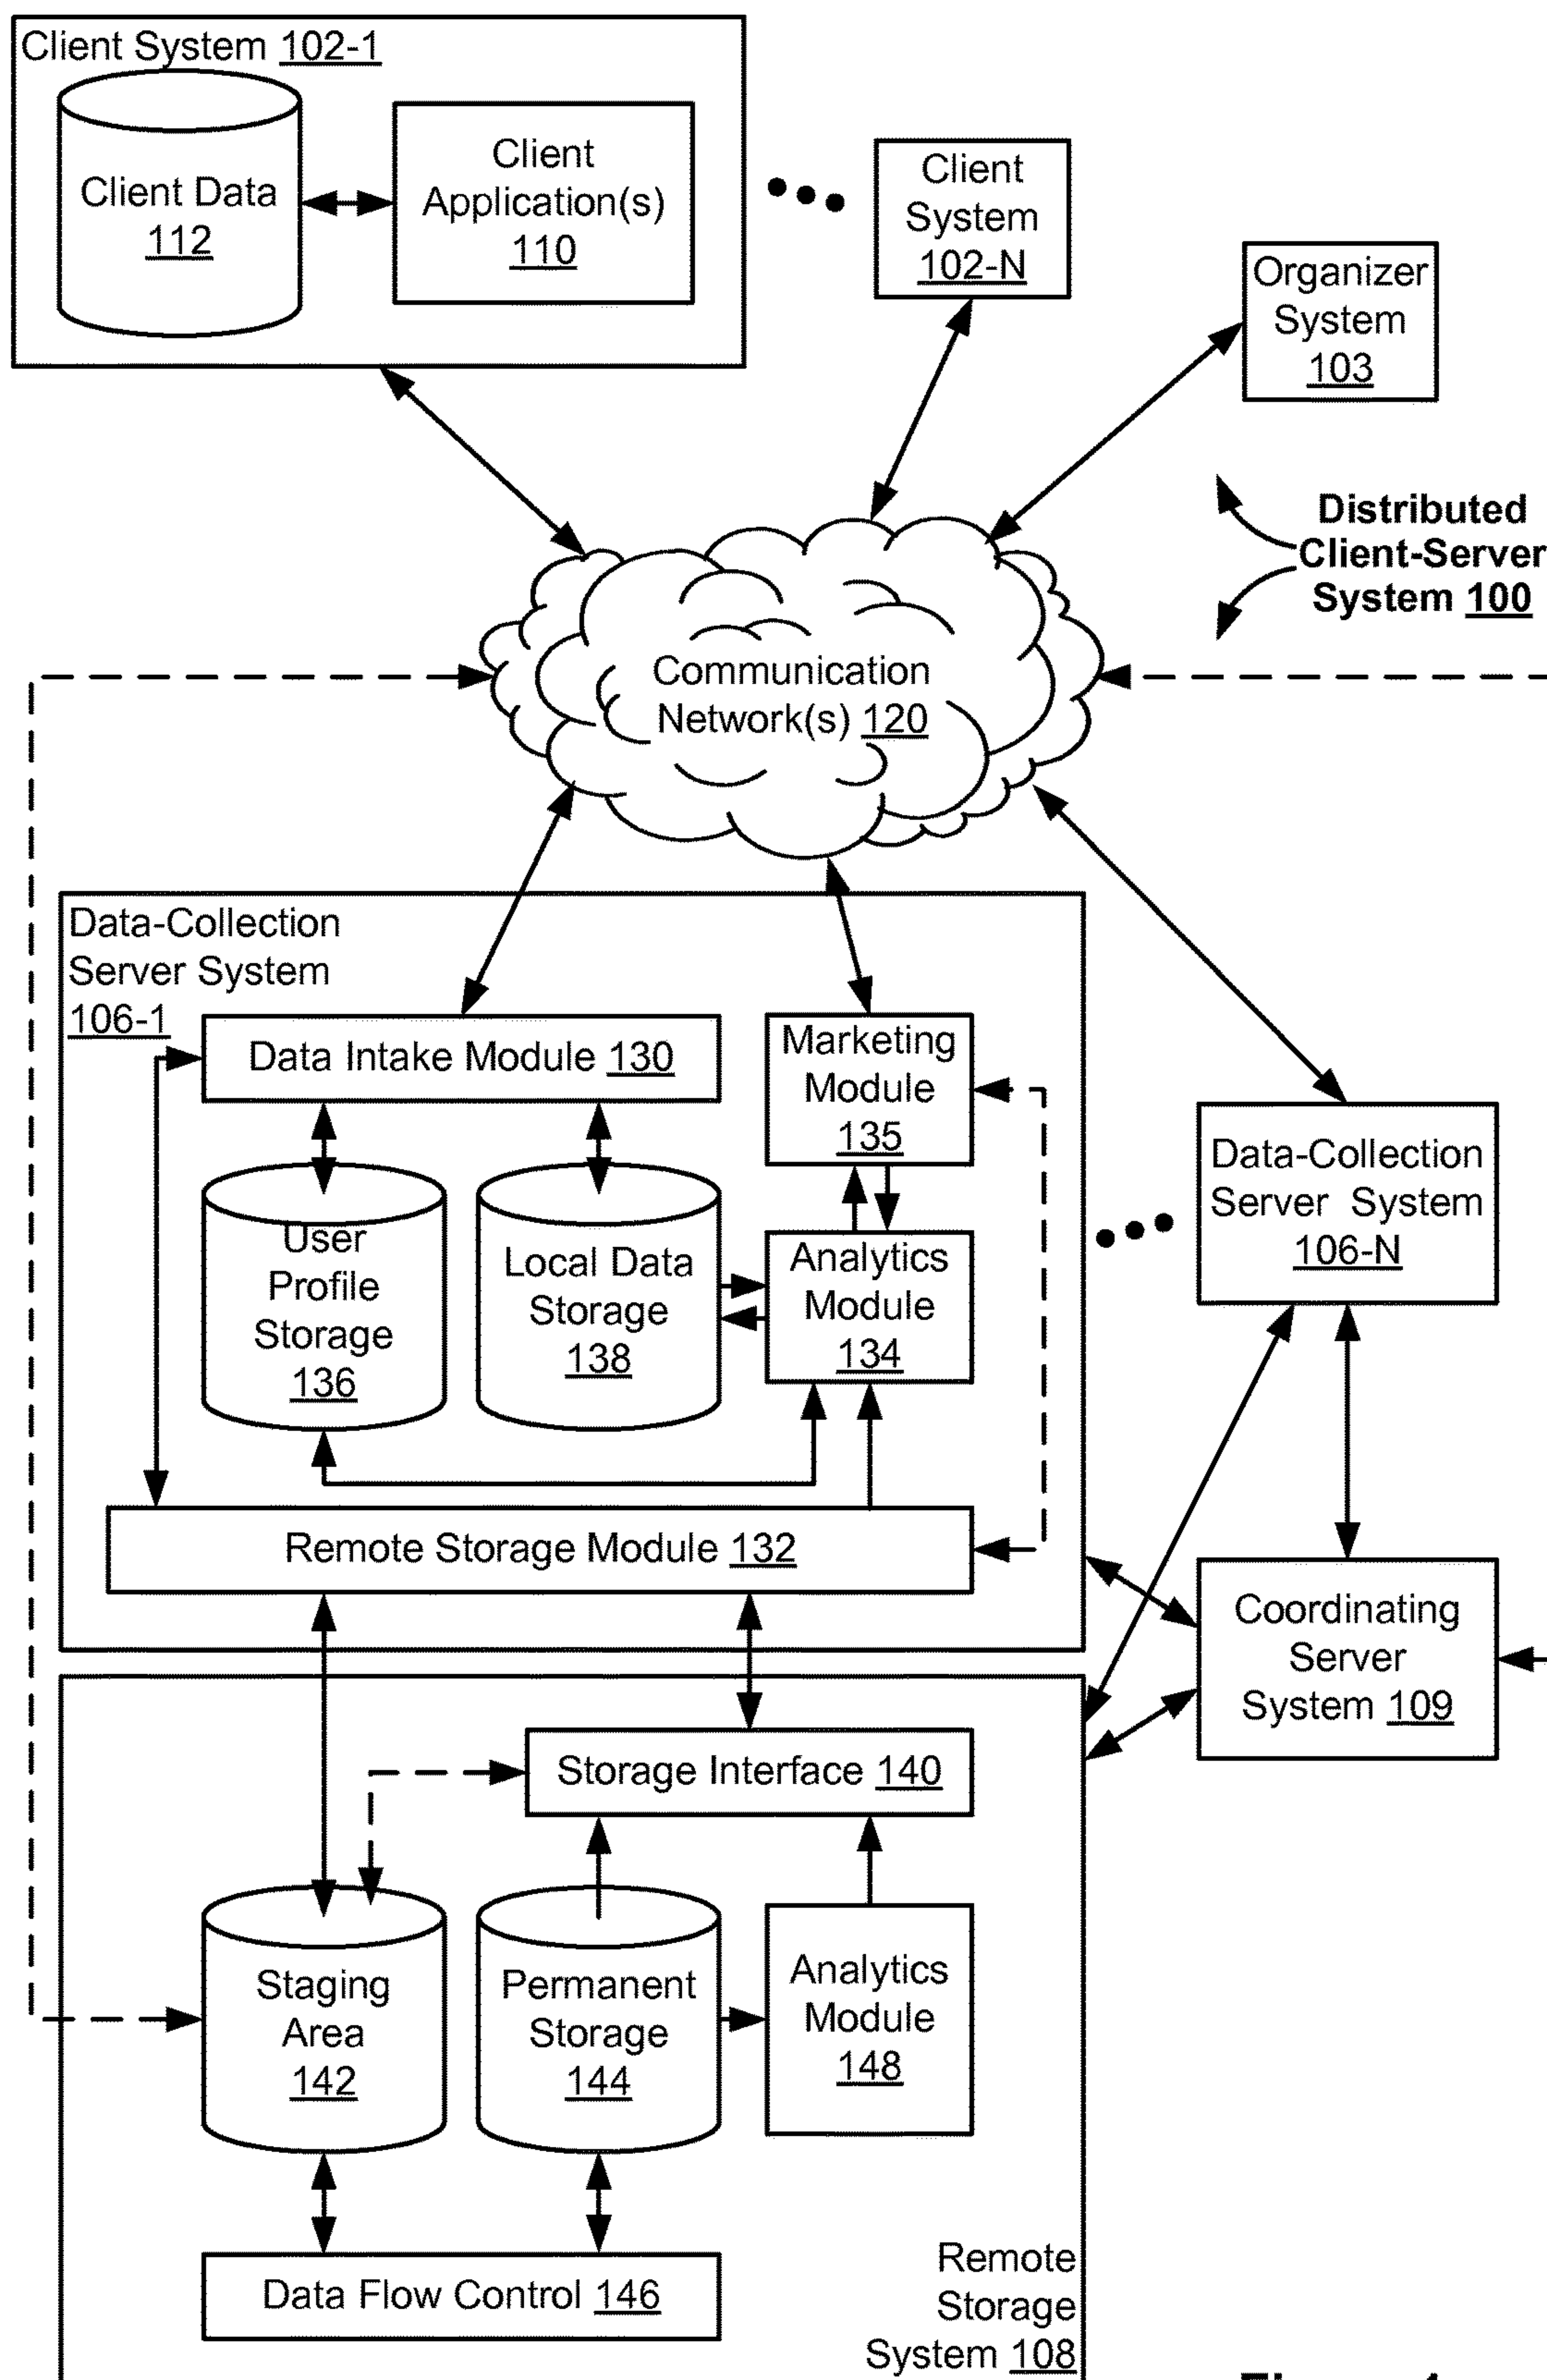 Client System 102-1
Client Data
112
Client
Application(s)
110
Client
System
102-N
Organizer
System
103
Distributed
Client-Server
System 100
Communication
Network(s) 120
Data-Collection
Server System
106-1
Data Intake Module 130
Marketing
Module
135
User
Profile
Storage
136
Local Data
Storage
138
Analytics
Module
134
Data-Collection
Server System
106-N
Remote Storage Module 132
Coordinating
Server
System 109
Storage Interface 140
Staging
Area
142
Permanent
Storage
144
Analytics
Module
148
Data Flow Control 146
Remote
Storage
System 108